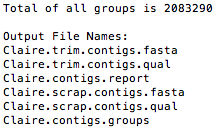 Total of all groups is 2083290
Output File Names:
Claire.trim.contigs.fasta
Claire.trim.contigs.qual
Claire.contigs.report
Claire.scrap.contigs.fasta
Claire.scrap.contigs.qual
Claire.contigs.groups